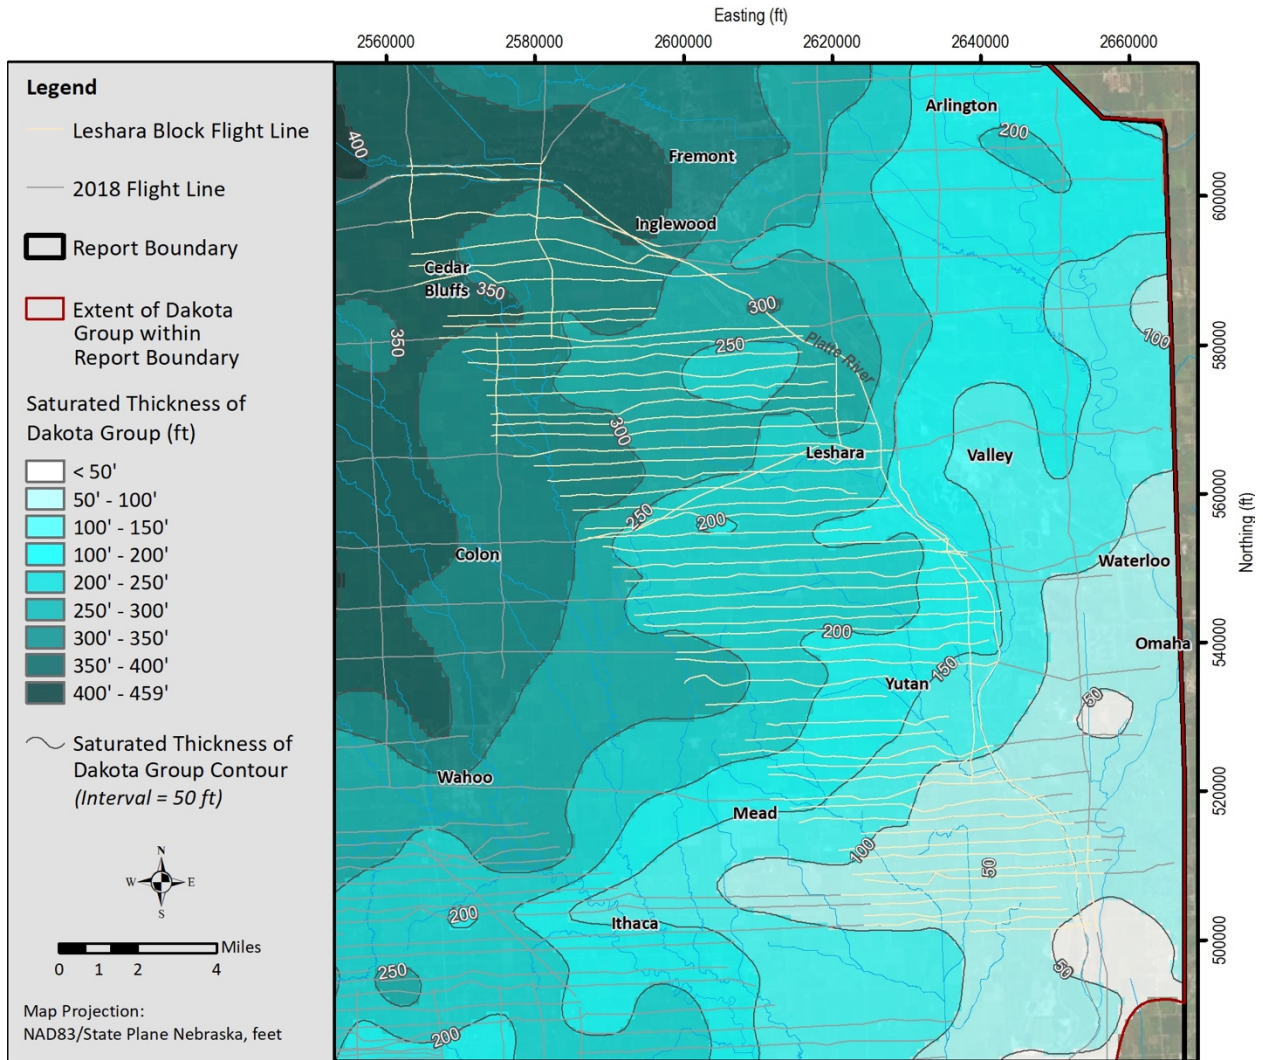 Easting (ft)
2560000 2580000 2600000 2620000 2640000 2660000
Legend
Leshara Block Flight Line
2018 Flight Line
Report Boundary
Extent of Dakota
Group within
Report Boundary
Saturated Thickness of
Dakota Group (ft)
< 50'
50' - 100'
100' - 150'
100' - 200'
200' - 250'
250' - 300'
300' - 350'
350' - 400'
400' - 459'
Saturated Thickness of
Dakota Group Contour
(Interval = 50 ft)
N
W E
S
Miles
0 1 2 4
Map Projection:
NAD83/State Plane Nebraska, feet
Arlington
200
400
Fremont
Inglewood
Cedar
Bluffs
350
300
100
350
250
Platte River
300
Leshara
Valley
250
200
Colon
Waterloo
200
Omaha
150
Yutan
50
Wahoo
Mead
100
50
200
Ithaca
250
50
200
600000
580000
560000
540000
520000
500000
Northing (ft)